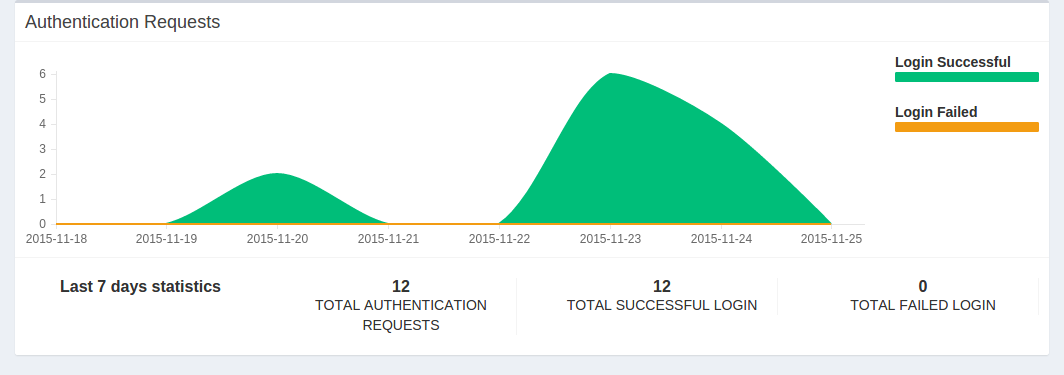 Authentication Requests
Login Successful
Login Failed
6
5
4
3
2
1
0
2015-11-18 2015-11-19 2015-11-20 2015-11-21 2015-11-22 2015-11-23 2015-11-24 2015-11-25
Last 7 days statistics
12
TOTAL AUTHENTICATION
REQUESTS
12
TOTAL SUCCESSFUL LOGIN
0
TOTAL FAILED LOGIN